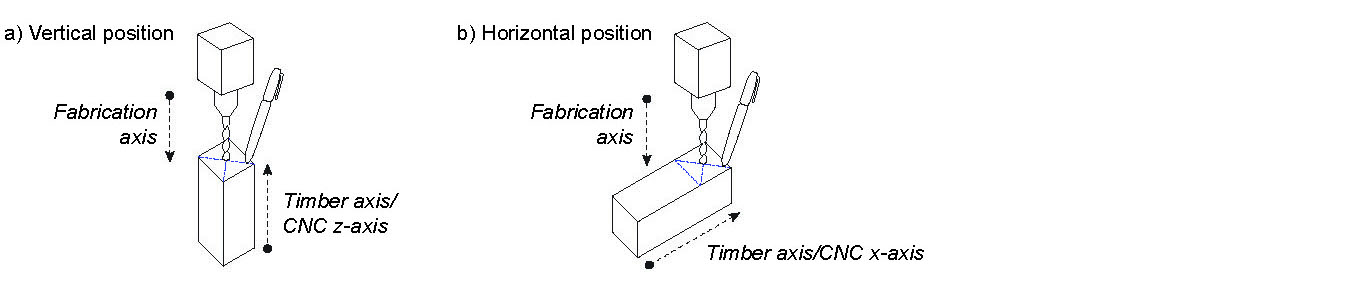 a) Vertical position
Fabrication
axis
Timber axis/
CNC z-axis
b) Horizontal position
Fabrication
axis
Timber axis/CNC x-axis